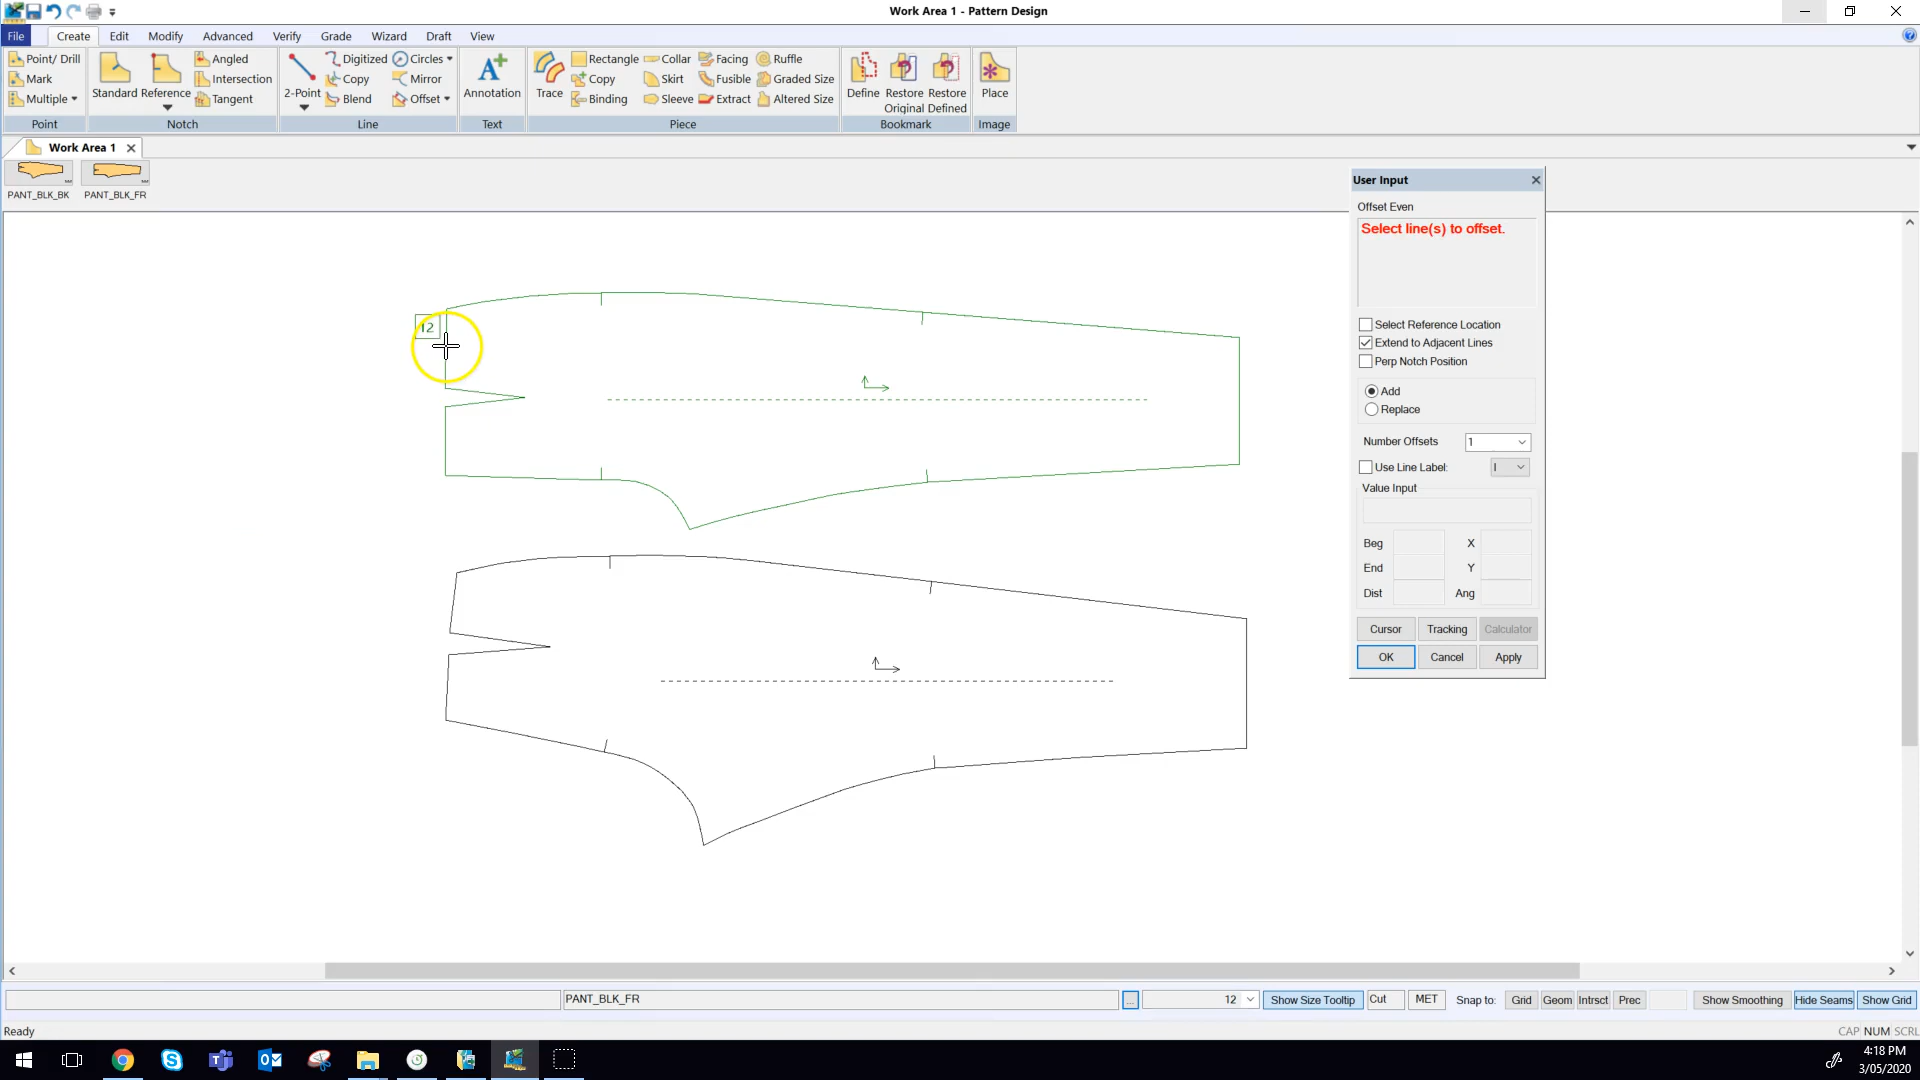 Work Area 1 - Pattern Design
File Create Edit Modify Advanced Verify Grade Wizard Draft View
Point/ Drill Angled Digitized Circles Rectangle Collar Facing Ruffle
Mark Intersection Copy Mirror Copy Skirt Fusible Graded Size
Multiple Tangent Blend Offset Binding Sleeve Extract Altered Size
Standard Reference 2-Point Annotation Trace Define Restore Original Restore Defined Place
Point Notch Line Text Piece Bookmark Image
Work Area 1
PANT_BLK_BK PANT_BLK_FR
User Input
Offset Even
Select line(s) to offset.
12
Select Reference Location
Extend to Adjacent Lines
Perp Notch Position
Add
Replace
Number Offsets 1
Use Line Label: I
Value Input
Beg X
End Y
Dist Ang
Cursor Tracking Calculator
OK Cancel Apply
PANT_BLK_FR ... 12 Show Size Tooltip Cut MET Snap to: Grid Geom Intrsct Prec Show Smoothing Hide Seams Show Grid
Ready CAP NUM SCRL
4:18 PM
3/05/2020